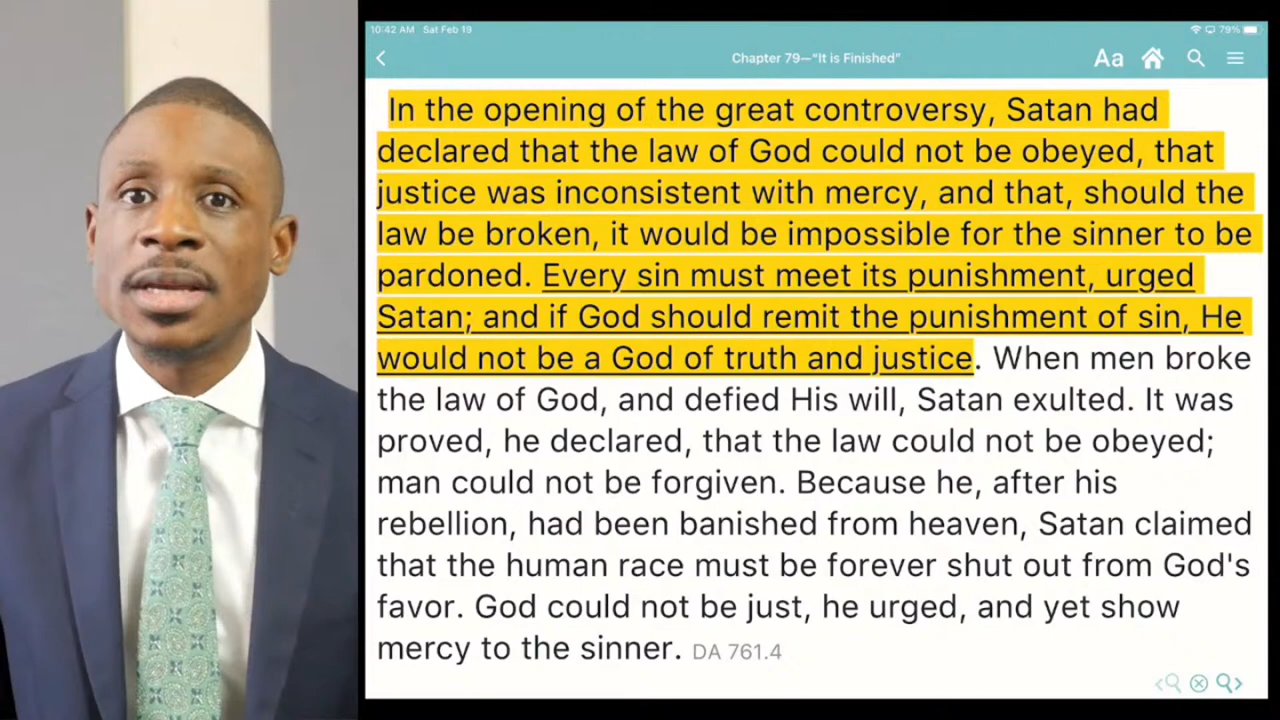 10:42 AM Sat Feb 19
79%
Chapter 79—“It is Finished”
Aa
In the opening of the great controversy, Satan had
declared that the law of God could not be obeyed, that
justice was inconsistent with mercy, and that, should the
law be broken, it would be impossible for the sinner to be
pardoned. Every sin must meet its punishment, urged
Satan; and if God should remit the punishment of sin, He
would not be a God of truth and justice. When men broke
the law of God, and defied His will, Satan exulted. It was
proved, he declared, that the law could not be obeyed;
man could not be forgiven. Because he, after his
rebellion, had been banished from heaven, Satan claimed
that the human race must be forever shut out from God's
favor. God could not be just, he urged, and yet show
mercy to the sinner. DA 761.4